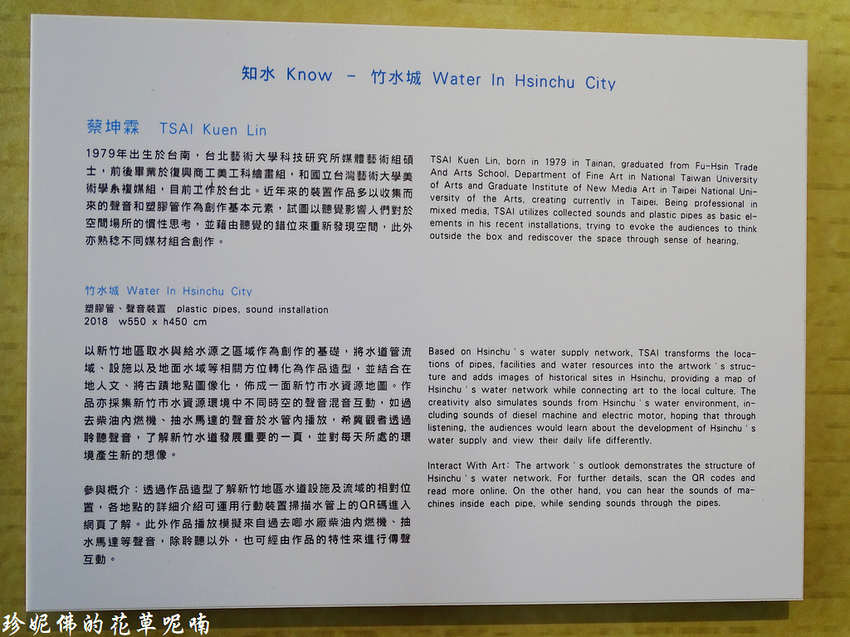 知水 Know - 竹水城 Water In Hsinchu City
蔡坤霖 TSAI Kuen Lin
1979年出生於台南，台北藝術大學科技研究所媒體藝術組碩
士，前後畢業於復興商工美工科繪畫組，和國立台灣藝術大學美
術學系複媒組，目前工作於台北。近年來的裝置作品多以收集而
來的聲音和塑膠管作為創作基本元素，試圖以聽覺影響人們對於
空間場所的慣性思考，並藉由聽覺的錯位來重新發現空間，此外
亦熟稔不同媒材組合創作。
TSAI Kuen Lin, born in 1979 in Tainan, graduated from Fu-Hsin Trade
And Arts School, Department of Fine Art in National Taiwan University
of Arts and Graduate Institute of New Media Art in Taipei National Uni-
versity of the Arts, creating currently in Taipei. Being professional in
mixed media, TSAI utilizes collected sounds and plastic pipes as basic el-
ements in his recent installations, trying to evoke the audiences to think
outside the box and rediscover the space through sense of hearing.
竹水城 Water In Hsinchu City
塑膠管、聲音裝置 plastic pipes, sound installation
2018 w550 x h450 cm
以新竹地區取水與給水源之區域作為創作的基礎，將水道管流
域、設施以及地面水域等相關方位轉化為作品造型，並結合在
地人文、將古蹟地點圖像化，佈成一面新竹市水資源地圖。作
品亦採集新竹市水資源環境中不同時空的聲音混音互動，如過
去柴油內燃機、抽水馬達的聲音於水管內播放，希冀觀者透過
聆聽聲音，了解新竹水道發展重要的一頁，並對每天所處的環
境產生新的想像。
Based on Hsinchu's water supply network, TSAI transforms the loca-
tions of pipes, facilities and water resources into the artwork's struc-
ture and adds images of historical sites in Hsinchu, providing a map of
Hsinchu's water network while connecting art to the local culture. The
creativity also simulates sounds from Hsinchu's water environment, in-
cluding sounds of diesel machine and electric motor, hoping that through
listening, the audiences would learn about the development of Hsinchu's
water supply and view their daily life differently.
參與概介：透過作品造型了解新竹地區水道設施及流域的相對位
置，各地點的詳細介紹可運用行動裝置掃描水管上的QR碼進入
網頁了解。此外作品播放模擬來自過去唧水廠柴油內燃機、抽
水馬達等聲音，除聆聽以外，也可經由作品的特性來進行傳聲
互動。
Interact With Art: The artwork's outlook demonstrates the structure of
Hsinchu's water network. For further details, scan the QR codes and
read more online. On the other hand, you can hear the sounds of ma-
chines inside each pipe, while sending sounds through the pipes.
珍妮佛的花草呢喃